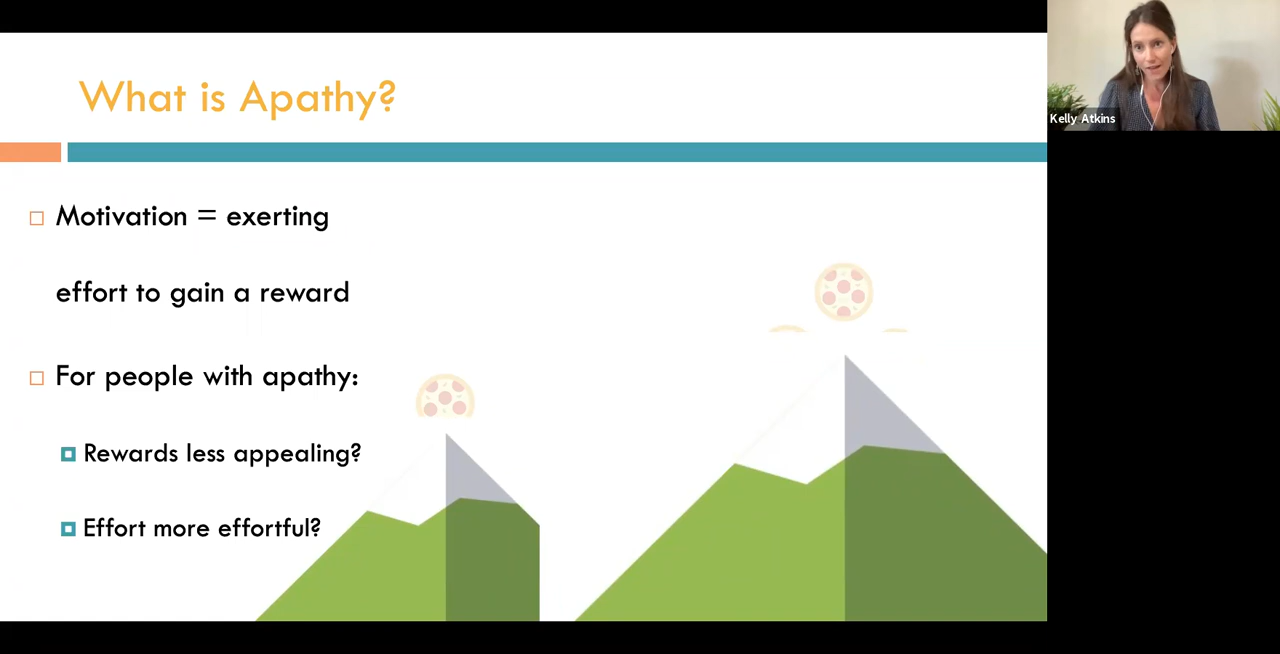 What is Apathy?
Kelly Atkins
Motivation = exerting
effort to gain a reward
For people with apathy:
Rewards less appealing?
Effort more effortful?